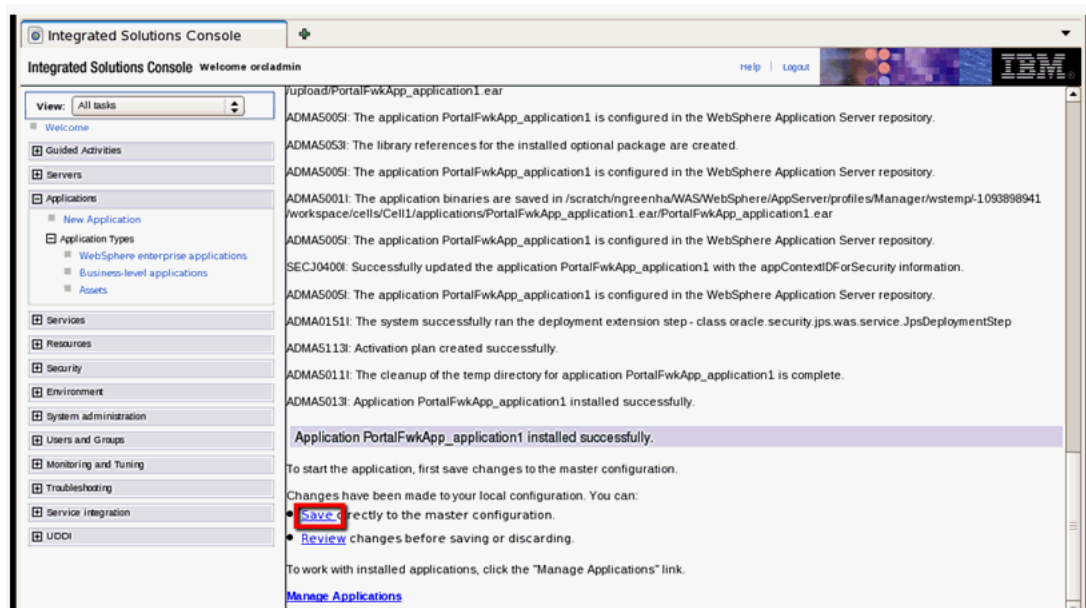 Integrated Solutions Console
Integrated Solutions Console Welcome orcladmin
Help | Logout
IBM
View: All tasks
Welcome
Guided Activities
Servers
Applications
New Application
Application Types
WebSphere enterprise applications
Business-level applications
Assets
Services
Resources
Security
Environment
System administration
Users and Groups
Monitoring and Tuning
Troubleshooting
Service integration
UDDI
/upload/PortalFwkApp_application1.ear
ADMA5005I: The application PortalFwkApp_application1 is configured in the WebSphere Application Server repository.
ADMA5053I: The library references for the installed optional package are created.
ADMA5005I: The application PortalFwkApp_application1 is configured in the WebSphere Application Server repository.
ADMA5001I: The application binaries are saved in /scratch/ngreenha/WAS/WebSphere/AppServer/profiles/Manager/wstemp/-1093898941
/workspace/cells/Cell1/applications/PortalFwkApp_application1.ear/PortalFwkApp_application1.ear
ADMA5005I: The application PortalFwkApp_application1 is configured in the WebSphere Application Server repository.
SECJ0400I: Successfully updated the application PortalFwkApp_application1 with the appContextIDForSecurity information.
ADMA5005I: The application PortalFwkApp_application1 is configured in the WebSphere Application Server repository.
ADMA0151I: The system successfully ran the deployment extension step - class oracle.security.jps.was.service.JpsDeploymentStep
ADMA5113I: Activation plan created successfully.
ADMA5011I: The cleanup of the temp directory for application PortalFwkApp_application1 is complete.
ADMA5013I: Application PortalFwkApp_application1 installed successfully.
Application PortalFwkApp_application1 installed successfully.
To start the application, first save changes to the master configuration.
Changes have been made to your local configuration. You can:
Save directly to the master configuration.
Review changes before saving or discarding.
To work with installed applications, click the "Manage Applications" link.
Manage Applications